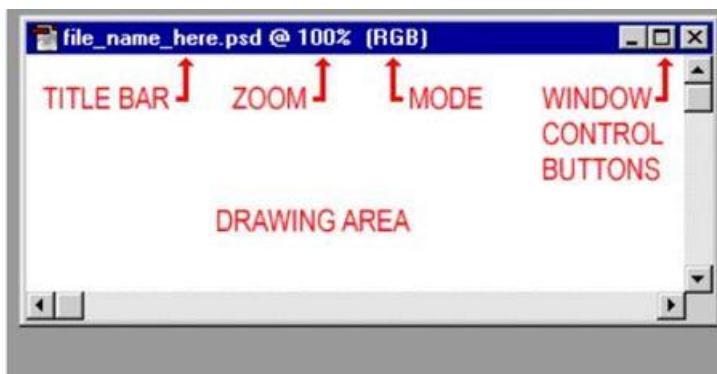 file_name_here.psd @ 100% (RGB)
TITLE BAR ZOOM MODE WINDOW
CONTROL
BUTTONS
DRAWING AREA